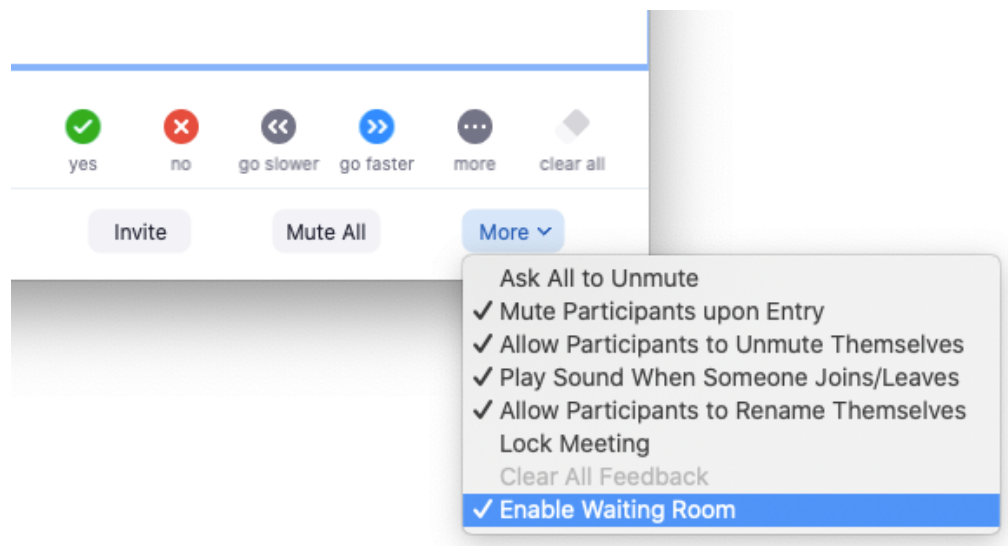 yes no go slower go faster more clear all
Invite Mute All More
Ask All to Unmute
✓ Mute Participants upon Entry
✓ Allow Participants to Unmute Themselves
✓ Play Sound When Someone Joins/Leaves
✓ Allow Participants to Rename Themselves
Lock Meeting
Clear All Feedback
✓ Enable Waiting Room